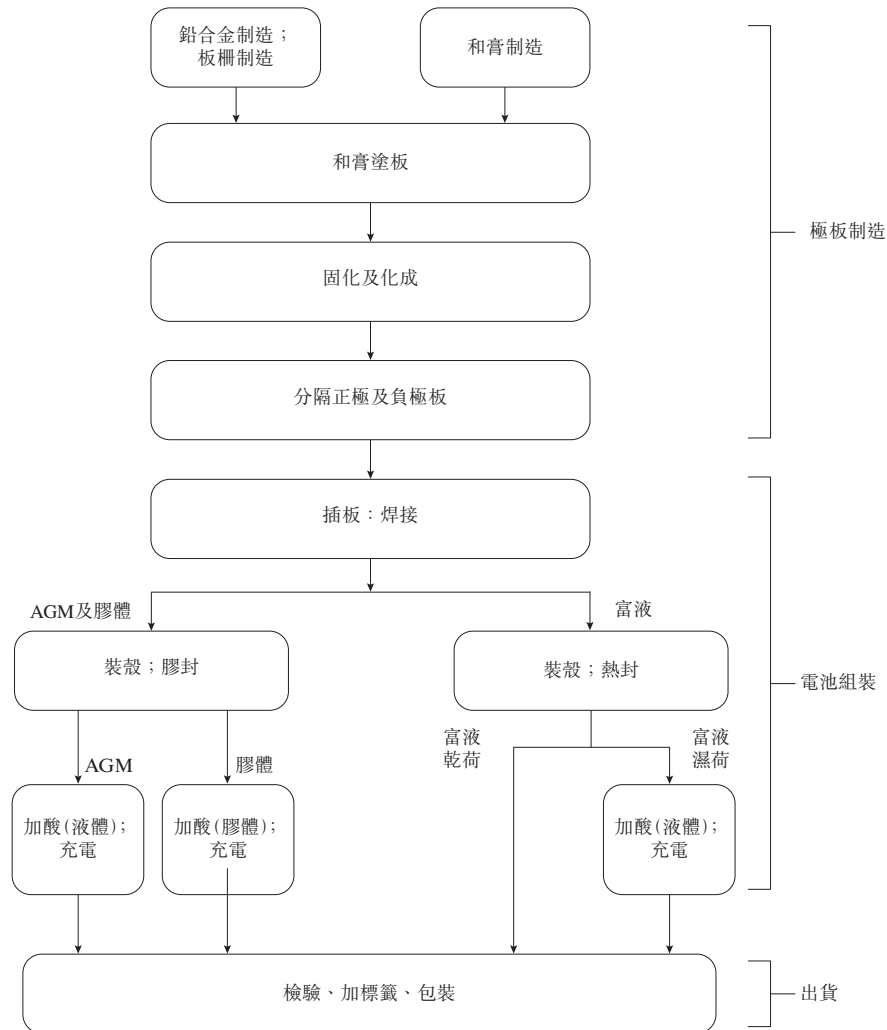 鉛合金制造；
板柵制造
和膏制造
和膏塗板
極板制造
固化及化成
分隔正極及負極板
插板：焊接
AGM及膠體
富液
裝殼；膠封
裝殼；熱封
電池組裝
富液
乾荷
富液
濕荷
AGM
膠體
加酸(液體)；
充電
加酸(膠體)；
充電
加酸(液體)；
充電
檢驗、加標籤、包裝
出貨